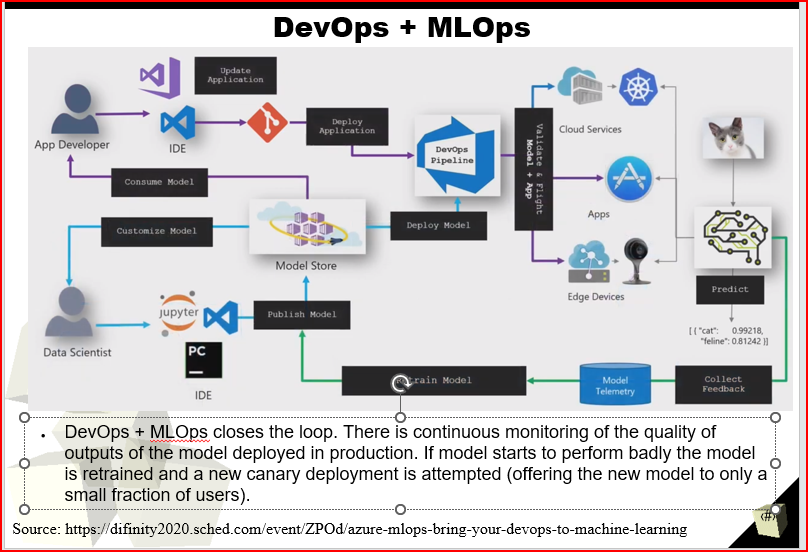 DevOps + MLOps
Update
Application
App Developer
IDE
Deploy
Application
DevOps
Pipeline
Validate & Flight
Model + App
Cloud Services
Apps
Edge Devices
Consume Model
Customize Model
Model Store
Deploy Model
Predict
[ { "cat": 0.99218,
"feline": 0.81242 }]
Data Scientist
jupyter
PC
IDE
Publish Model
Retrain Model
Model
Telemetry
Collect
Feedback
• DevOps + MLOps closes the loop. There is continuous monitoring of the quality of
outputs of the model deployed in production. If model starts to perform badly the model
is retrained and a new canary deployment is attempted (offering the new model to only a
small fraction of users).
‹#›
Source: https://difinity2020.sched.com/event/ZPOd/azure-mlops-bring-your-devops-to-machine-learning